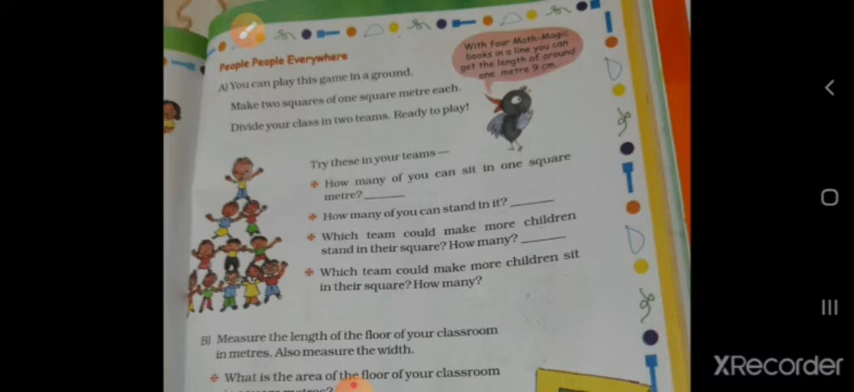 People People Everywhere
With four Math-Magic
books in a line you can
get the length of around
one metre 9 cm.
A) You can play this game in a ground.
Make two squares of one square metre each.
Divide your class in two teams. Ready to play!
Try these in your teams —
How many of you can sit in one square
metre?
How many of you can stand in it?
Which team could make more children
stand in their square? How many?
Which team could make more children sit
in their square? How many?
B) Measure the length of the floor of your classroom
in metres. Also measure the width.
What is the area of the floor of your classroom
XRecorder